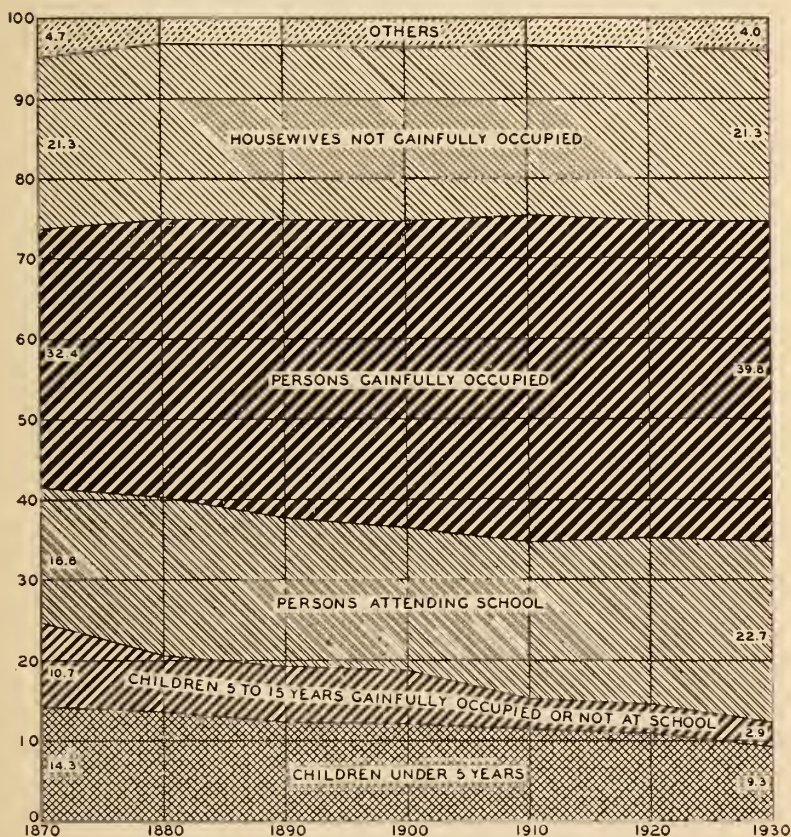 100
4.7 OTHERS 4.0
90
21.3 HOUSEWIVES NOT GAINFULLY OCCUPIED 21.3
80
70
60
32.4 PERSONS GAINFULLY OCCUPIED 39.8
50
40
16.6
30
PERSONS ATTENDING SCHOOL
22.7
20
10.7 CHILDREN 5 TO 15 YEARS GAINFULLY OCCUPIED OR NOT AT SCHOOL 2.9
10
14.3 CHILDREN UNDER 5 YEARS 9.3
0
1870 1880 1890 1900 1910 1920 1930